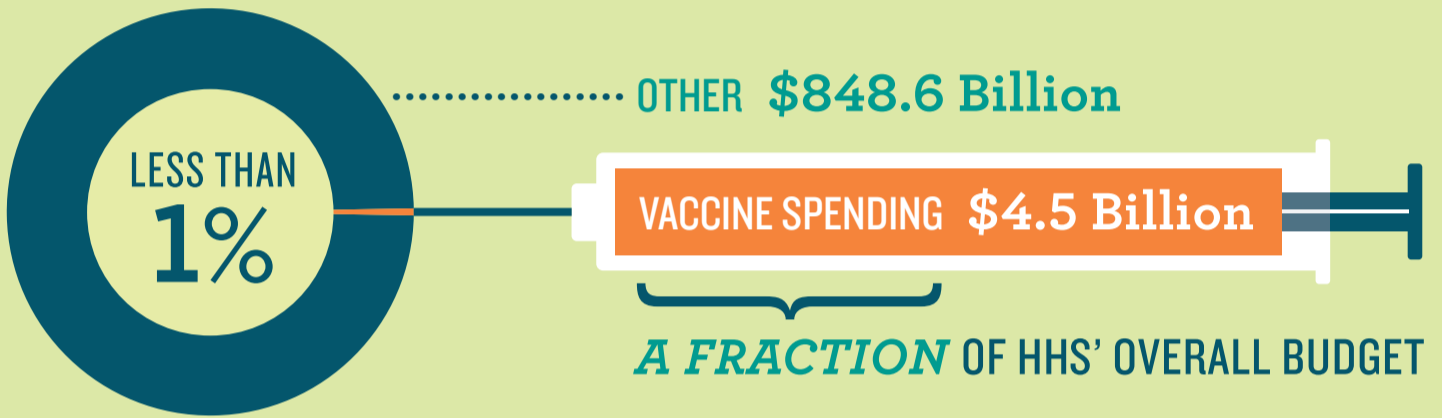 LESS THAN
1%
OTHER $848.6 Billion
VACCINE SPENDING $4.5 Billion
A FRACTION OF HHS’ OVERALL BUDGET